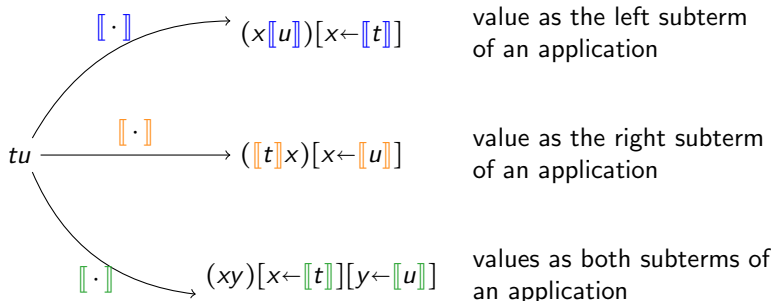 ⟦·⟧ (x⟦u⟧)[x←⟦t⟧] value as the left subterm
of an application
tu ⟦·⟧ (⟦t⟧x)[x←⟦u⟧] value as the right subterm
of an application
⟦·⟧ (xy)[x←⟦t⟧][y←⟦u⟧] values as both subterms of
an application